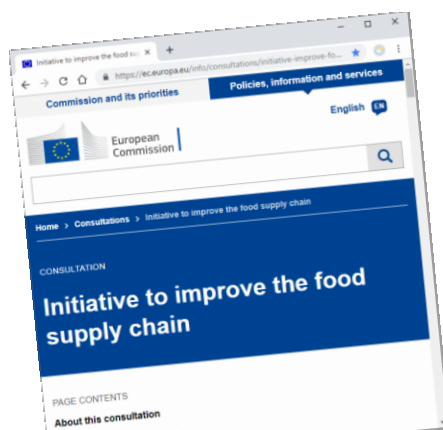 Initiative to improve the food su
https://ec.europa.eu/info/consultations/initiative-improve-fo...
Commission and its priorities
Policies, information and services
English EN
European
Commission
Home > Consultations > Initiative to improve the food supply chain
CONSULTATION
Initiative to improve the food
supply chain
PAGE CONTENTS
About this consultation